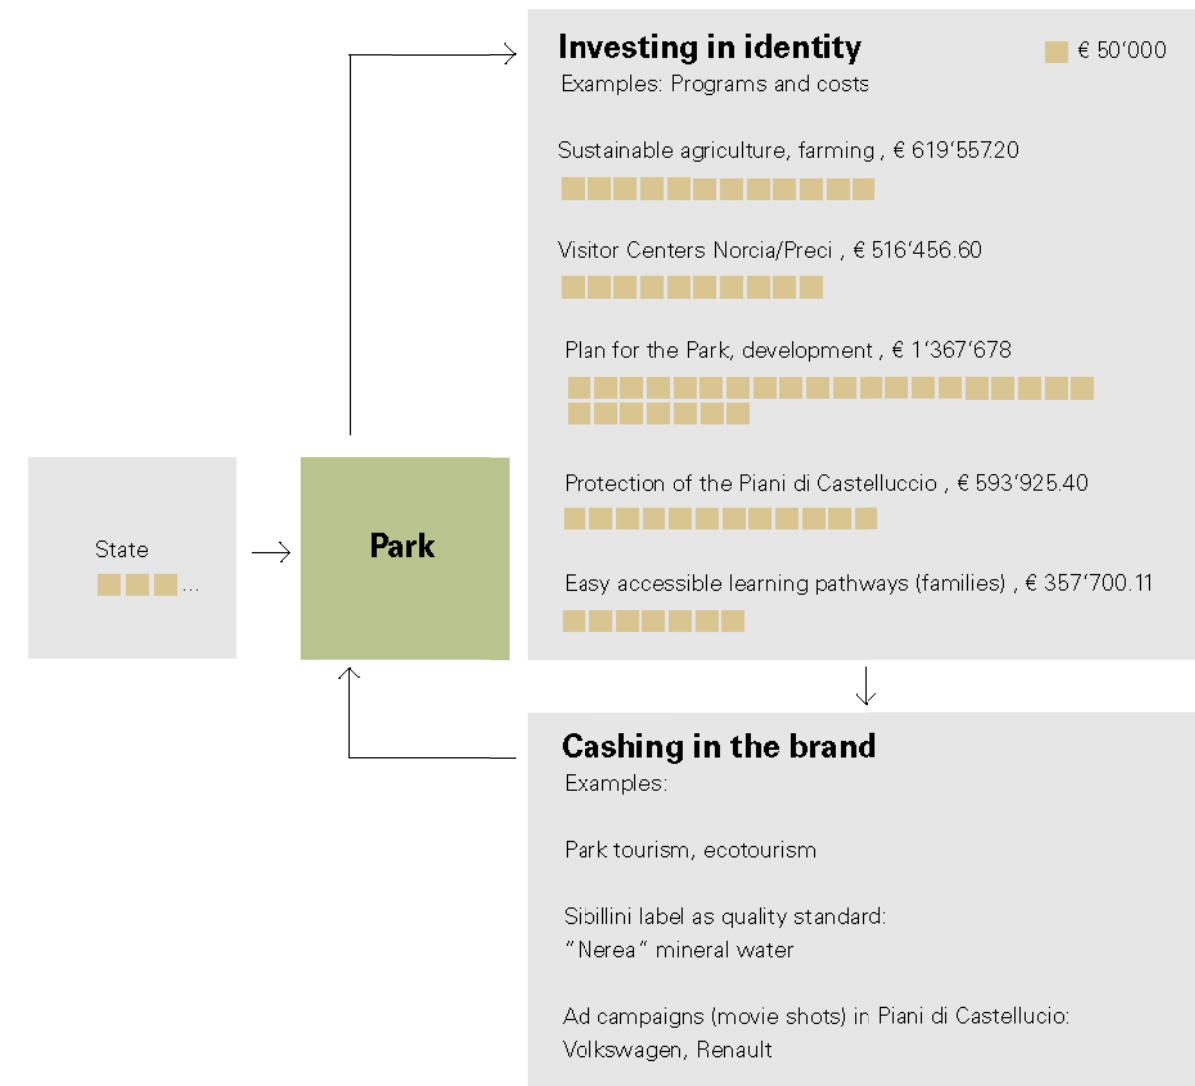 Investing in identity
€ 50'000
Examples: Programs and costs
Sustainable agriculture, farming , € 619'557.20
Visitor Centers Norcia/Preci , € 516'456.60
Plan for the Park, development , € 1'367'678
Protection of the Piani di Castelluccio , € 593'925.40
Easy accessible learning pathways (families) , € 357'700.11
State
...
Park
Cashing in the brand
Examples:
Park tourism, ecotourism
Sibillini label as quality standard:
"Nerea" mineral water
Ad campaigns (movie shots) in Piani di Castellucio:
Volkswagen, Renault